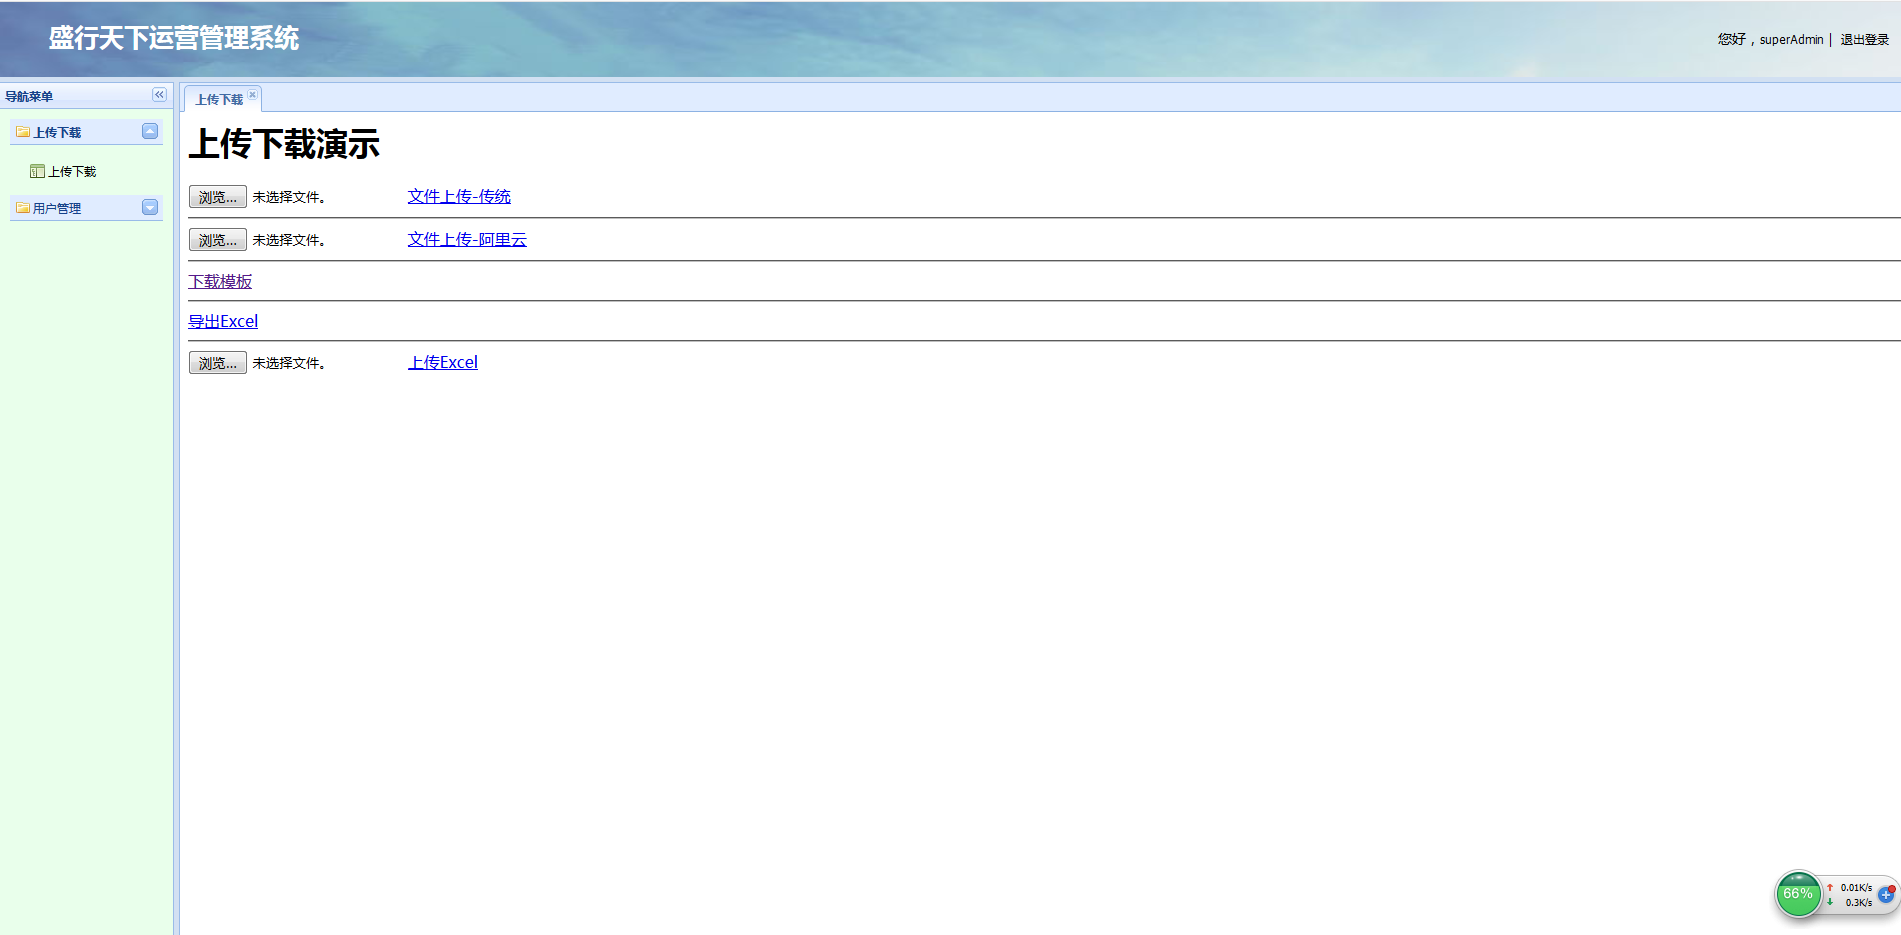 盛行天下运营管理系统
您好，superAdmin | 退出登录
导航菜单
上传下载
上传下载
用户管理
上传下载
上传下载演示
浏览... 未选择文件。 文件上传-传统
浏览... 未选择文件。 文件上传-阿里云
下载模板
导出Excel
浏览... 未选择文件。 上传Excel
66%
0.01K/s
0.3K/s